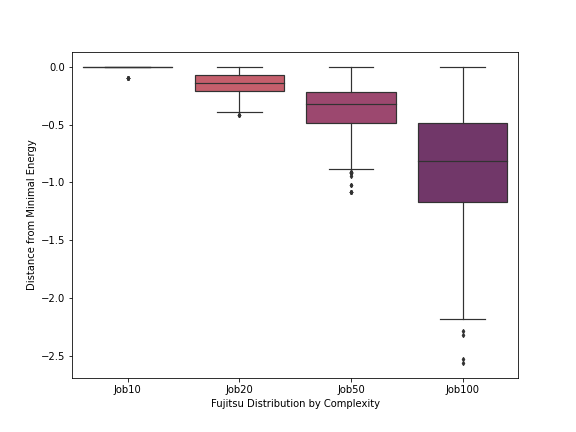 0.0
−0.5
−1.0
−1.5
−2.0
−2.5
Distance from Minimal Energy
Job10 Job20 Job50 Job100
Fujitsu Distribution by Complexity